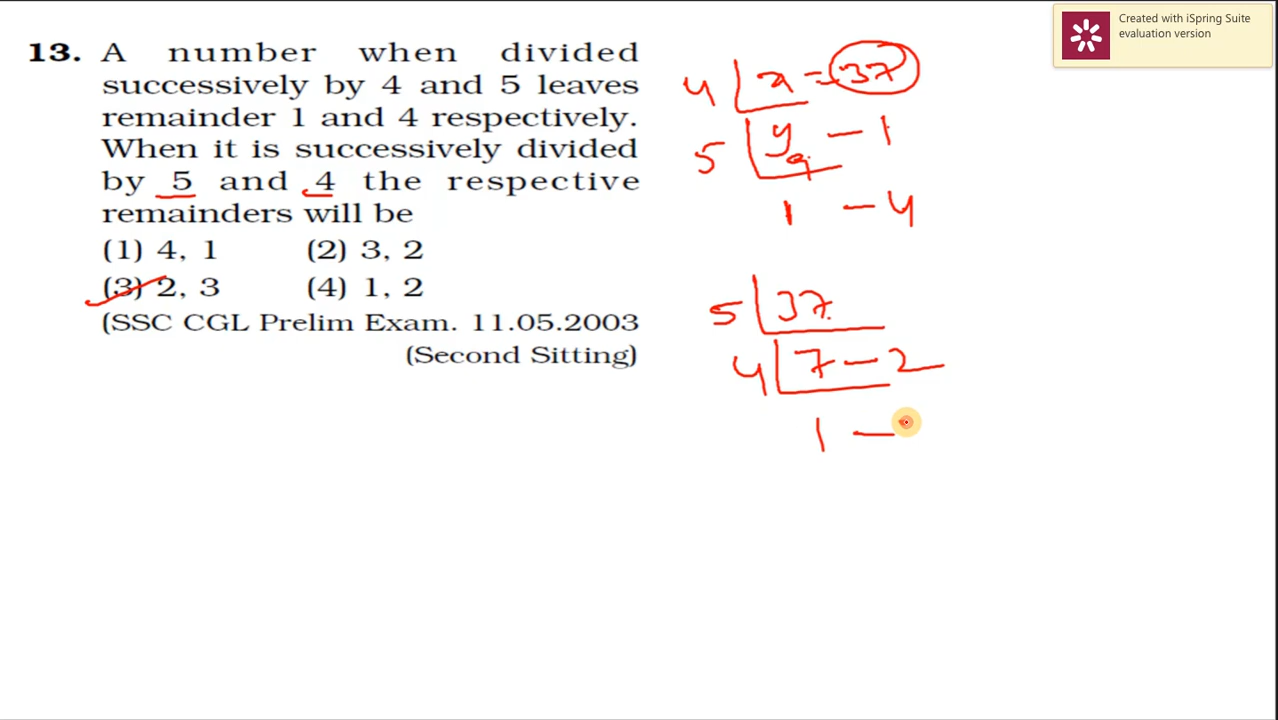 13. A number when divided
successively by 4 and 5 leaves
remainder 1 and 4 respectively.
When it is successively divided
by 5 and 4 the respective
remainders will be
(1) 4, 1 (2) 3, 2
(3) 2, 3 (4) 1, 2
(SSC CGL Prelim Exam. 11.05.2003
(Second Sitting)
4 x = 37
5 y – 1
9
1 – 4
5 37
4 7 – 2
1 –
Created with iSpring Suite
evaluation version